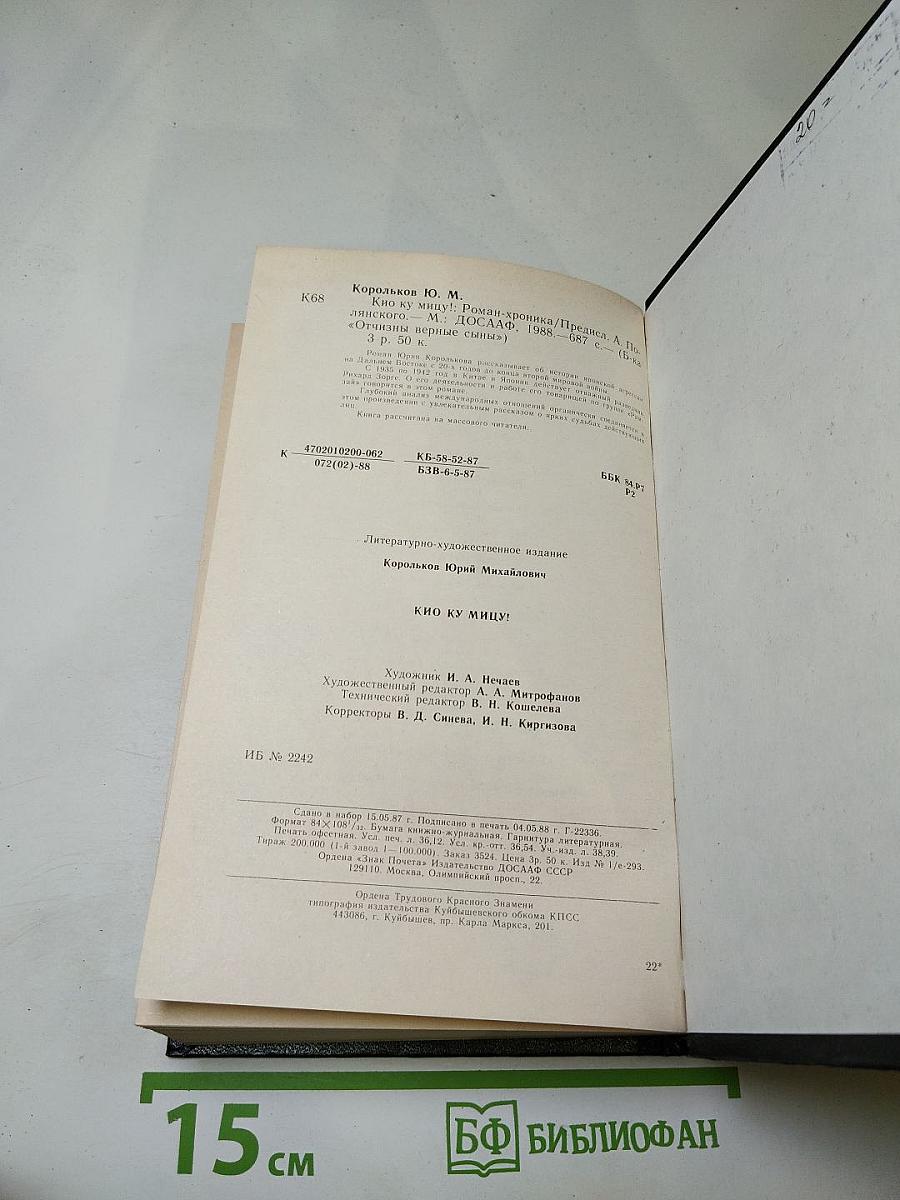 20=
Корольков Ю. М.
К68
Кио ку мицу!: Роман-хроника/Предисл. А. По-
лянского.— М.: ДОСААФ, 1988.—687 с.— (Б-ка
«Отчизны верные сыны»)
3 р. 50 к.
Роман Юрия Королькова рассказывает об истории японской агрессии
на Дальнем Востоке с 20-х годов до конца второй мировой войны.
С 1935 по 1942 год в Китае и Японии действует отважный разведчик
Рихард Зорге. О его деятельности и работе его товарищей по группе «Рам-
зай» говорится в этом романе.
Глубокий анализ международных отношений органически соединяется в
этом произведении с увлекательным рассказом о ярких судьбах действующих
лиц.
Книга рассчитана на массового читателя.
К 4702010200-062 КБ-58-52-87
072(02)-88 БЗВ-6-5-87
ББК 84.Р7
Р2
Литературно-художественное издание
Корольков Юрий Михайлович
КИО КУ МИЦУ!
Художник И. А. Нечаев
Художественный редактор А. А. Митрофанов
Технический редактор В. Н. Кошелева
Корректоры В. Д. Синева, И. Н. Киргизова
ИБ № 2242
Сдано в набор 15.05.87 г. Подписано в печать 04.05.88 г. Г-22336.
Формат 84×108¹/₃₂. Бумага книжно-журнальная. Гарнитура литературная.
Печать офсетная. Усл. печ. л. 36,12. Усл. кр.-отт. 36,54. Уч.-изд. л. 38,39.
Тираж 200.000 (1-й завод 1—100.000). Заказ 3524. Цена 3р. 50 к. Изд № 1/е-293.
Ордена «Знак Почета» Издательство ДОСААФ СССР
129110. Москва, Олимпийский просп., 22.
Ордена Трудового Красного Знамени
типография издательства Куйбышевского обкома КПСС
443086, г. Куйбышев, пр. Карла Маркса, 201.
22*
15 см
БФ БИБЛИОФАН